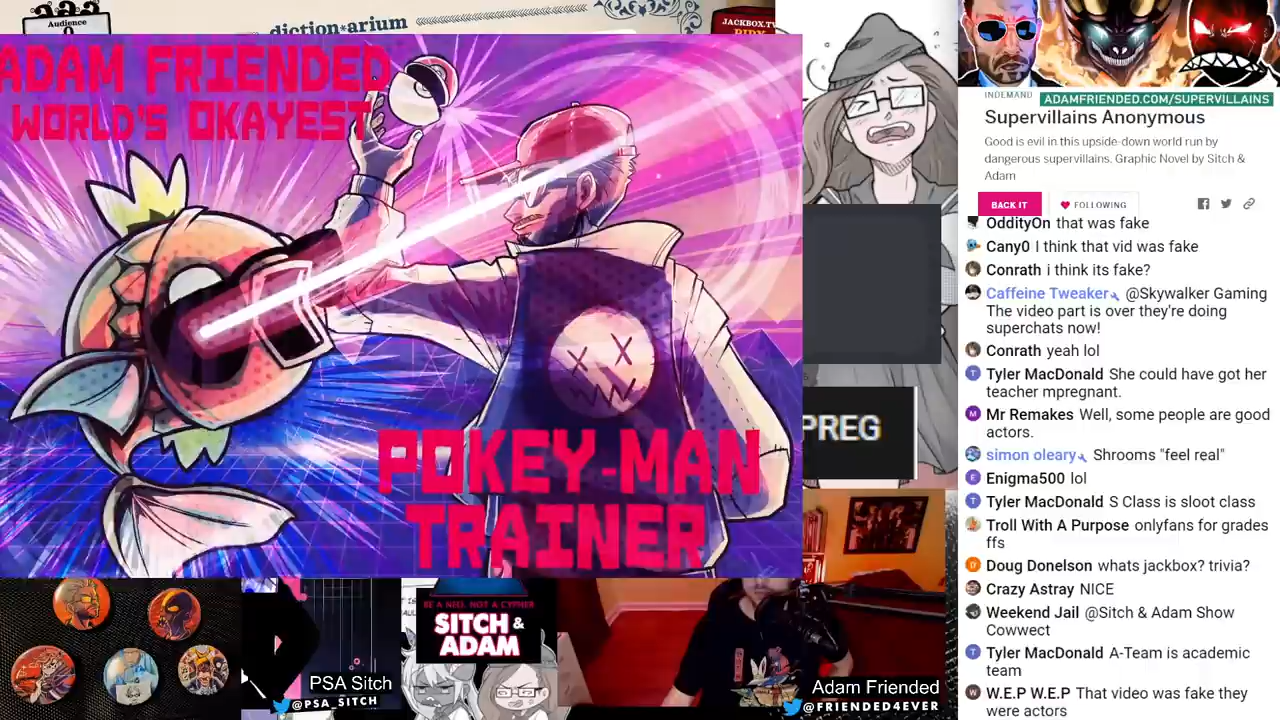 Audience
0
diction*arium
JACKBOX.TV
ADAM FRIENDED
WORLD'S OKAYEST
POKEY-MAN
TRAINER
PREG
BE A NEO, NOT A CYPHER
SITCH &
ADAM
PSA Sitch
@PSA_SITCH
Adam Friended
@FRIENDED4EVER
INDEMAND
ADAMFRIENDED.COM/SUPERVILLAINS
Supervillains Anonymous
Good is evil in this upside-down world run by
dangerous supervillains. Graphic Novel by Sitch &
Adam
BACK IT
FOLLOWING
OddityOn that was fake
Cany0 I think that vid was fake
Conrath i think its fake?
Caffeine Tweaker @Skywalker Gaming
The video part is over they're doing
superchats now!
Conrath yeah lol
Tyler MacDonald She could have got her
teacher mpregnant.
Mr Remakes Well, some people are good
actors.
simon oleary Shrooms "feel real"
Enigma500 lol
Tyler MacDonald S Class is sloot class
Troll With A Purpose onlyfans for grades
ffs
Doug Donelson whats jackbox? trivia?
Crazy Astray NICE
Weekend Jail @Sitch & Adam Show
Cowwect
Tyler MacDonald A-Team is academic
team
W.E.P W.E.P That video was fake they
were actors